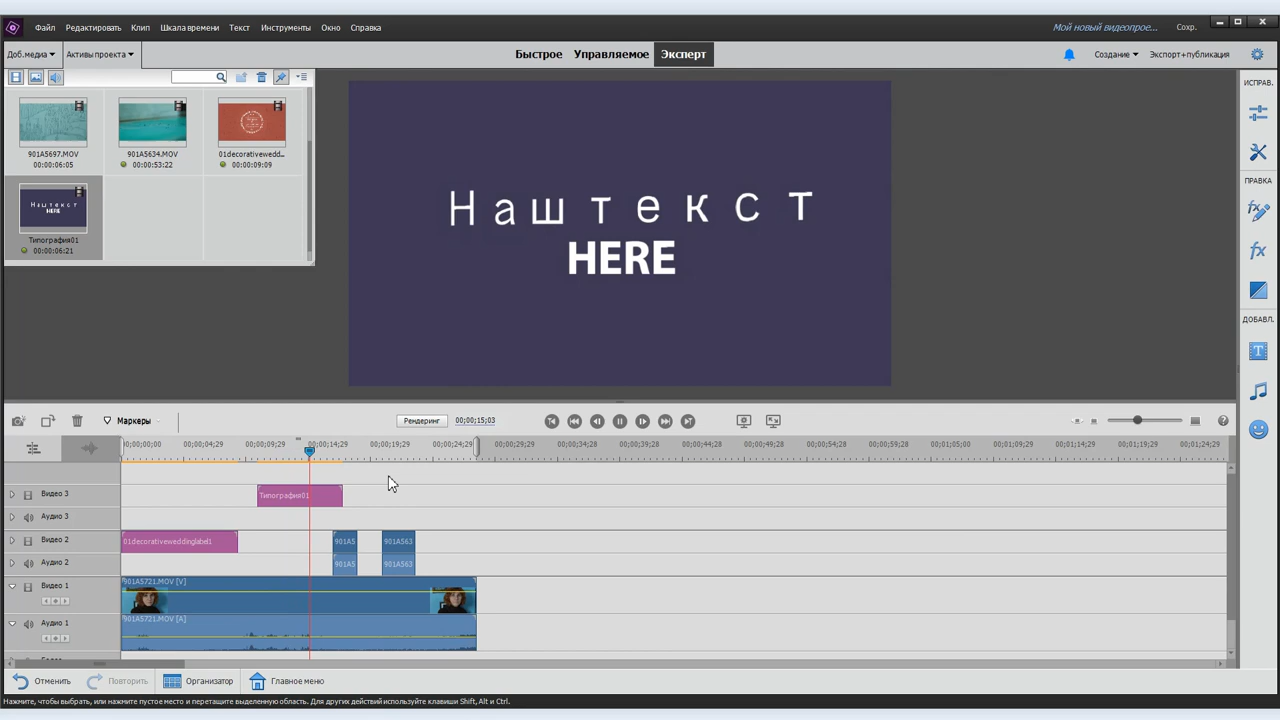 Файл Редактировать Клип Шкала времени Текст Инструменты Окно Справка Мой новый видеопрое... Сохр.
Доб.медиа Активы проекта Быстрое Управляемое Эксперт Создание Экспорт+публикация
ИСПРАВ.
901A5697.MOV 901A5634.MOV 01decorativewedd...
00:00:06:05 00:00:53:22 00:00:09:09
ПРАВКА
Наш текст
HERE
Типография01
00:00:06:21
ДОБАВЛ.
Маркеры Рендеринг 00;00;15;03
00;00;00;00 00;00;04;29 00;00;09;29 00;00;14;29 00;00;19;29 00;00;24;29 00;00;29;29 00;00;34;28 00;00;39;28 00;00;44;28 00;00;49;28 00;00;54;28 00;00;59;28 00;01;05;00 00;01;09;29 00;01;14;29 00;01;19;29 00;01;24;29
Видео 3 Типография01
Аудио 3
Видео 2 01decorativeweddinglabel1 901A5 901A563
Аудио 2 901A5 901A563
Видео 1 901A5721.MOV [V]
Аудио 1 901A5721.MOV [A]
Отменить Повторить Организатор Главное меню
Нажмите, чтобы выбрать, или нажмите пустое место и перетащите выделенную область. Для других действий используйте клавиши Shift, Alt и Ctrl.